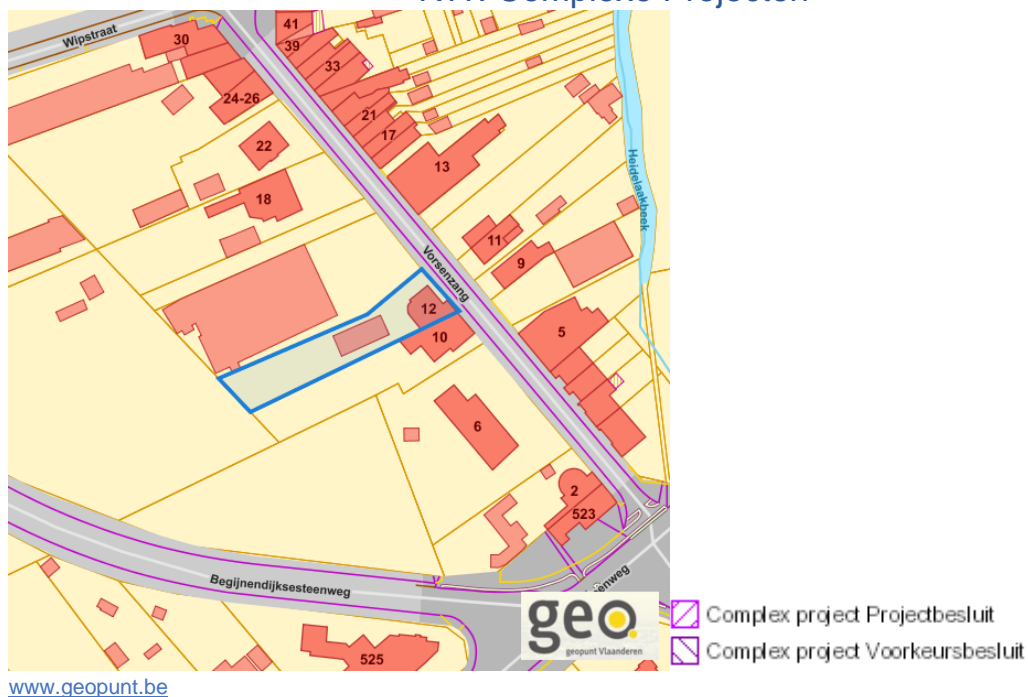 Wipstraat
30
41
39
33
24-26
21
17
22
13
18
Heidelaakbeek
11
9
Vorsenzang
12
10
5
6
2
523
Begijnendijksesteenweg
525
geo
geopunt Vlaanderen
Complex project Projectbesluit
Complex project Voorkeursbesluit
www.geopunt.be